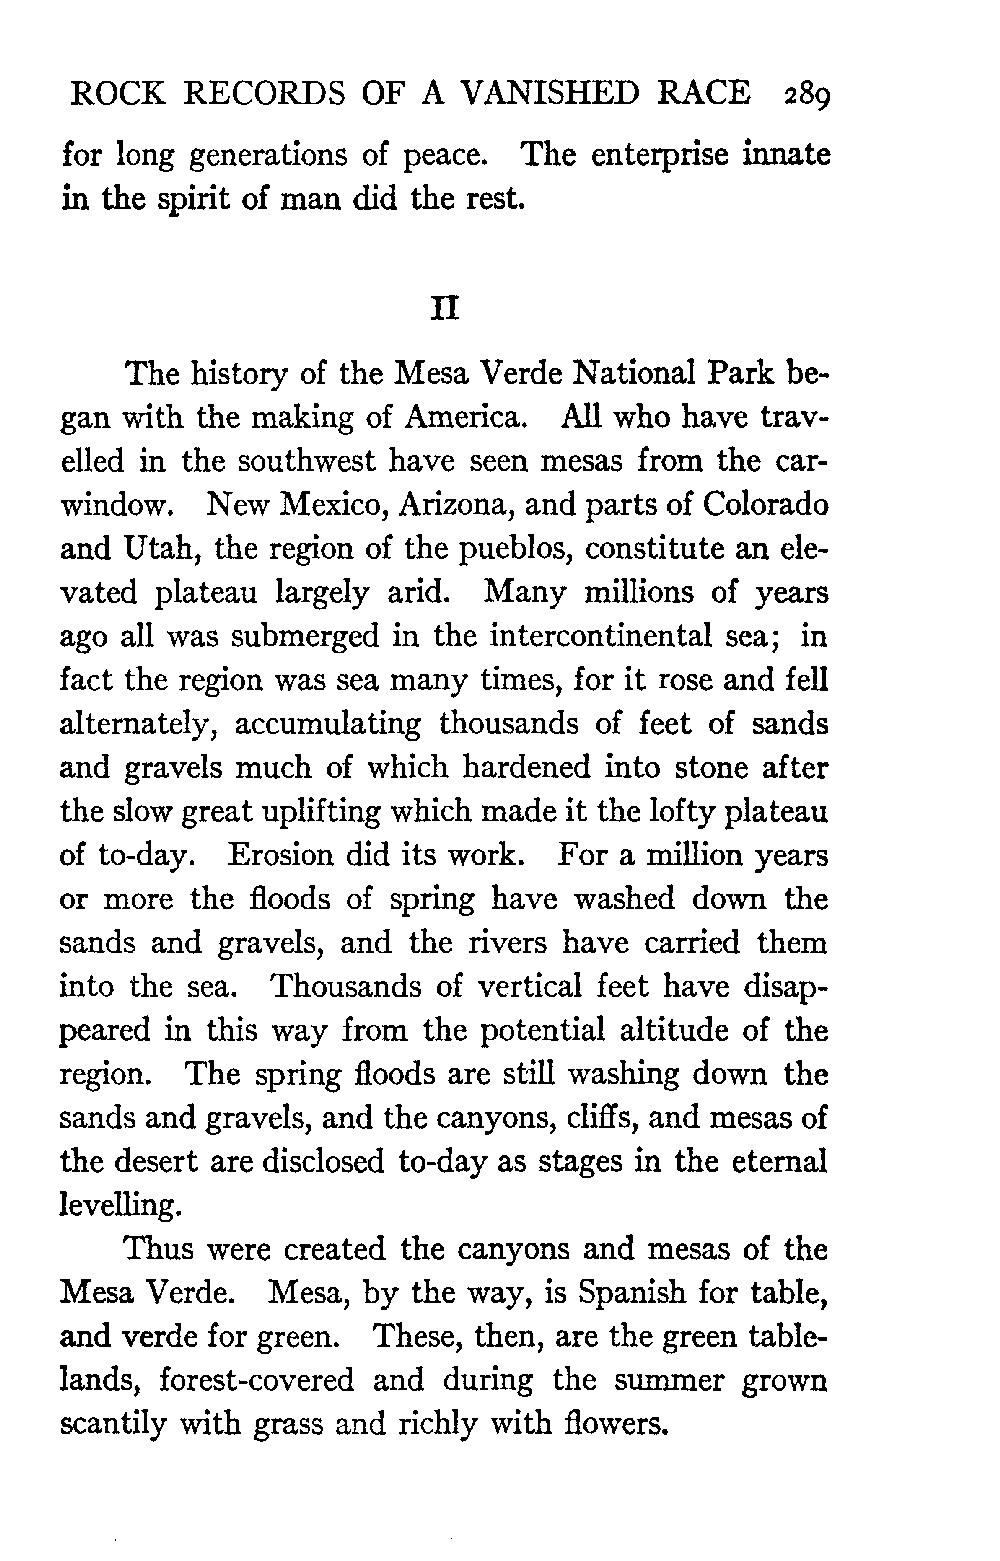 ROCK RECORDS OF A VANISHED RACE 289
for long generations of peace. The enterprise innate
in the spirit of man did the rest.
II
The history of the Mesa Verde National Park be-
gan with the making of America. All who have trav-
elled in the southwest have seen mesas from the car-
window. New Mexico, Arizona, and parts of Colorado
and Utah, the region of the pueblos, constitute an ele-
vated plateau largely arid. Many millions of years
ago all was submerged in the intercontinental sea; in
fact the region was sea many times, for it rose and fell
alternately, accumulating thousands of feet of sands
and gravels much of which hardened into stone after
the slow great uplifting which made it the lofty plateau
of to-day. Erosion did its work. For a million years
or more the floods of spring have washed down the
sands and gravels, and the rivers have carried them
into the sea. Thousands of vertical feet have disap-
peared in this way from the potential altitude of the
region. The spring floods are still washing down the
sands and gravels, and the canyons, cliffs, and mesas of
the desert are disclosed to-day as stages in the eternal
levelling.
Thus were created the canyons and mesas of the
Mesa Verde. Mesa, by the way, is Spanish for table,
and verde for green. These, then, are the green table-
lands, forest-covered and during the summer grown
scantily with grass and richly with flowers.